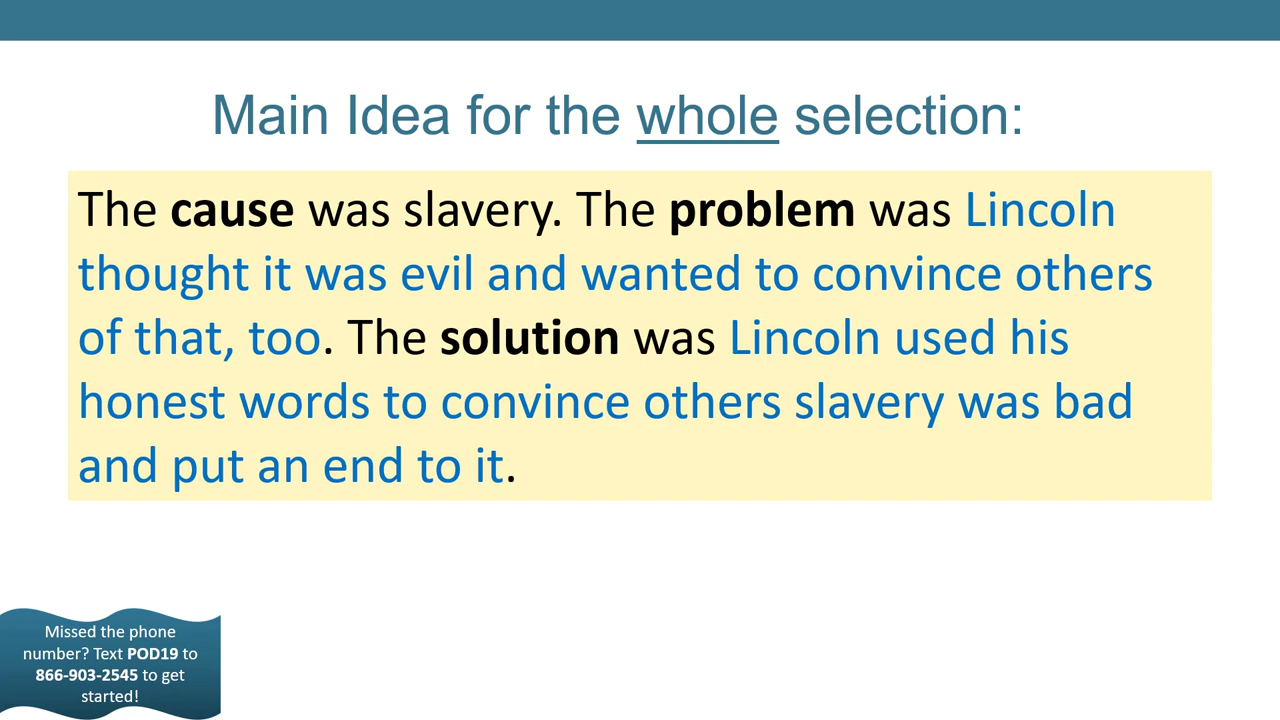 Main Idea for the whole selection:
The cause was slavery. The problem was Lincoln
thought it was evil and wanted to convince others
of that, too. The solution was Lincoln used his
honest words to convince others slavery was bad
and put an end to it.
Missed the phone
number? Text POD19 to
866-903-2545 to get
started!